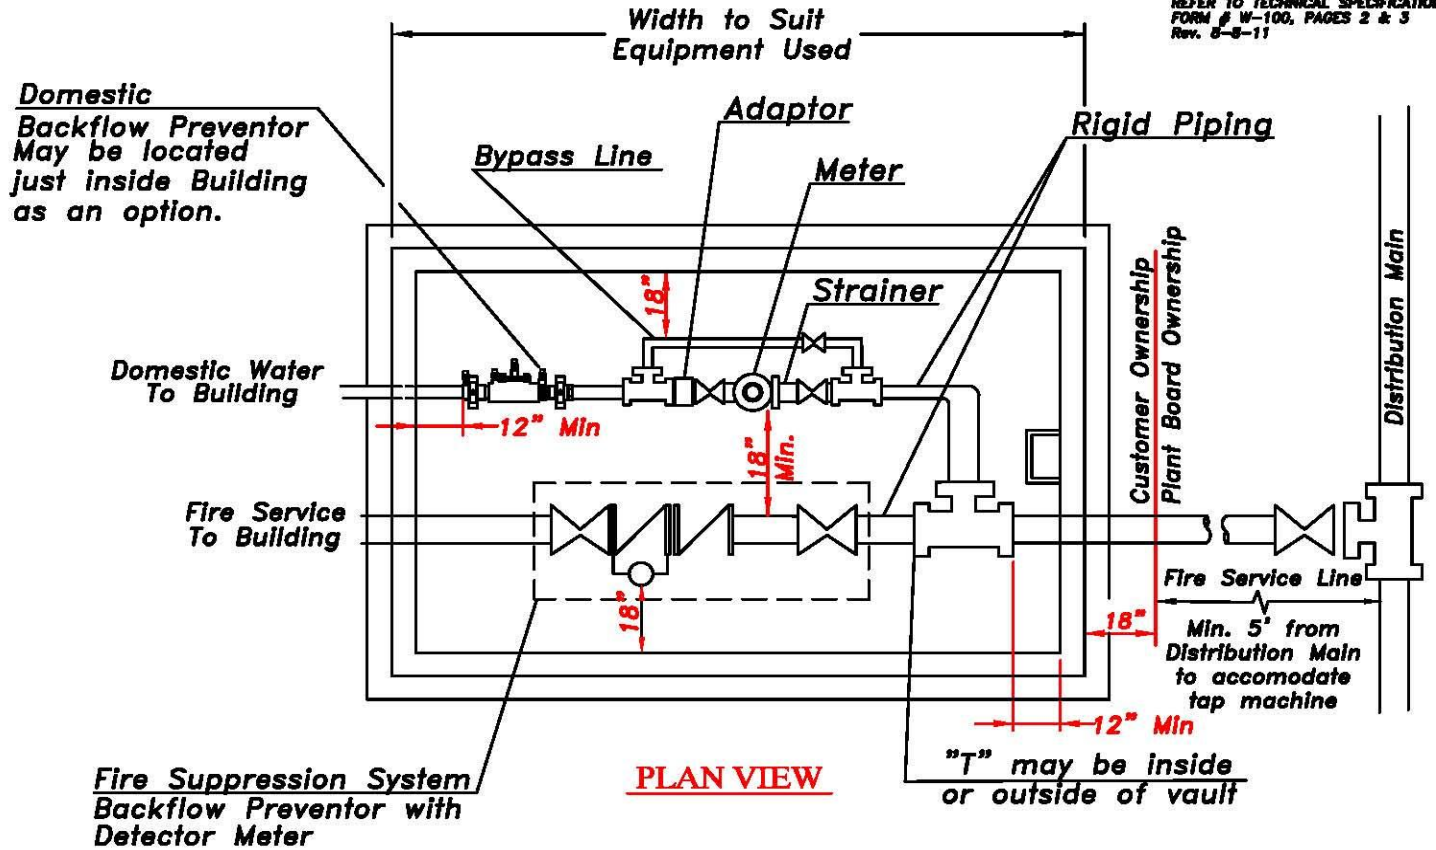 REFER TO TECHNICAL SPECIFICATION
FORM # W-100, PAGES 2 & 3
Rev. 8-8-11
Width to Suit
Equipment Used
Domestic
Backflow Preventor
May be located
just inside Building
as an option.
Adaptor
Bypass Line
Meter
Rigid Piping
Strainer
18"
Domestic Water
To Building
12" Min
18"
Min.
Customer Ownership
Plant Board Ownership
Distribution Main
Fire Service
To Building
18"
Fire Service Line
18"
Min. 5' from
Distribution Main
to accomodate
tap machine
12" Min
"T" may be inside
or outside of vault
PLAN VIEW
Fire Suppression System
Backflow Preventor with
Detector Meter